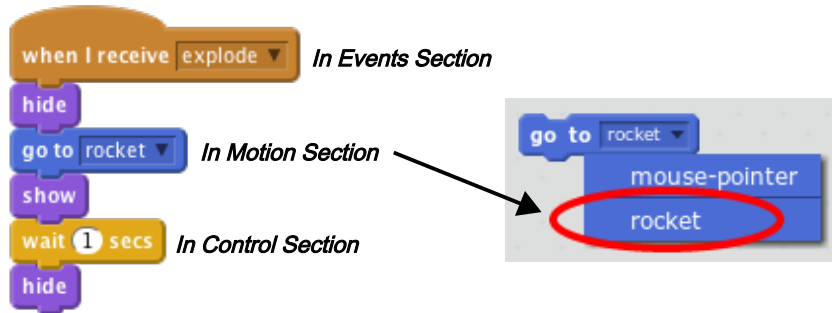 when I receive explode In Events Section
hide
go to rocket In Motion Section
show
wait 1 secs In Control Section
hide
go to rocket
mouse-pointer
rocket